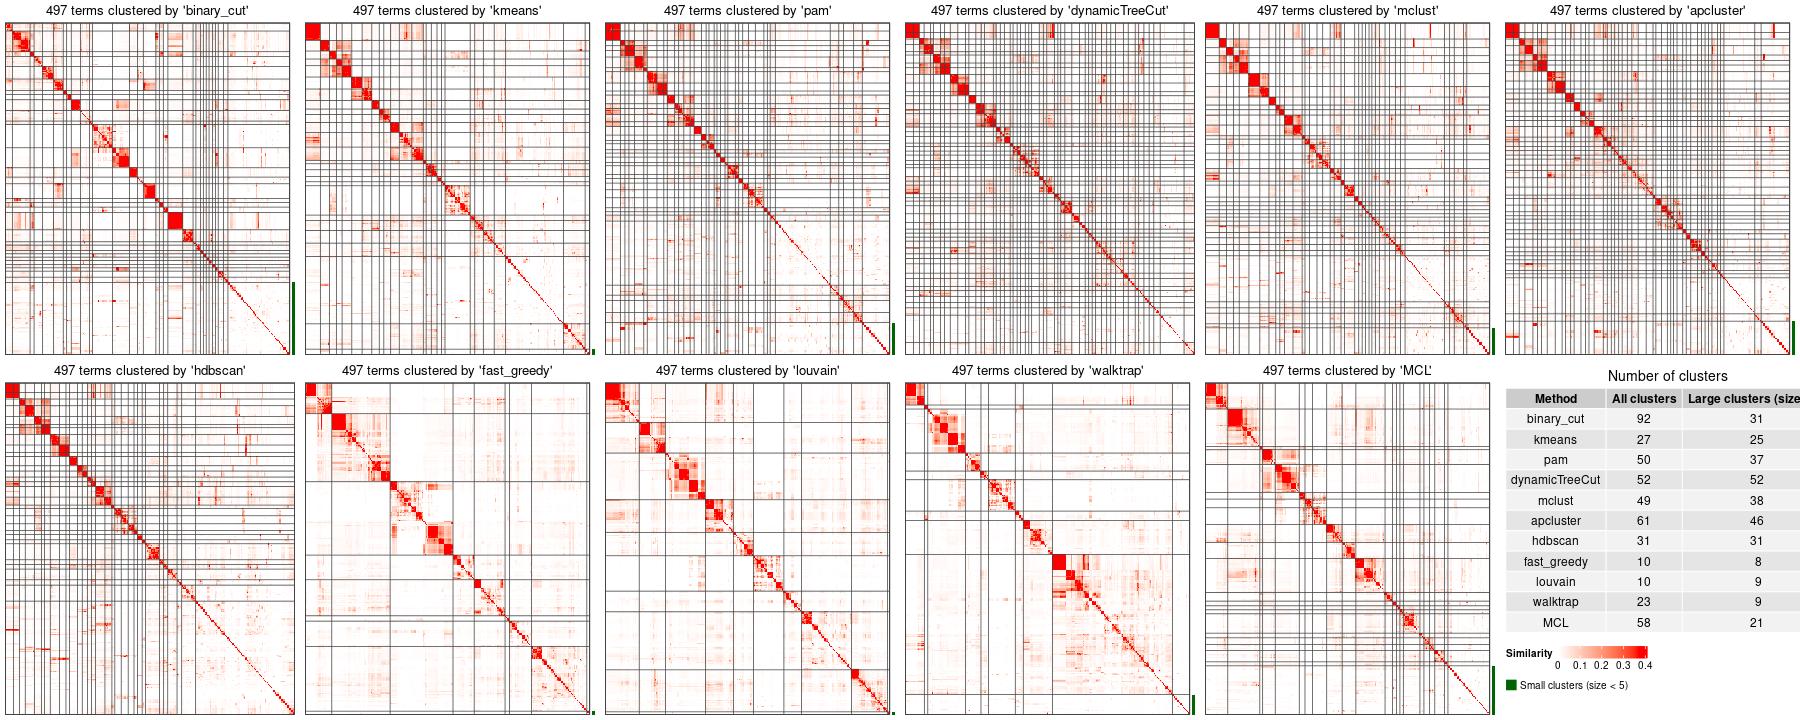 497 terms clustered by 'binary_cut'
497 terms clustered by 'kmeans'
497 terms clustered by 'pam'
497 terms clustered by 'dynamicTreeCut'
497 terms clustered by 'mclust'
497 terms clustered by 'apcluster'
497 terms clustered by 'hdbscan'
497 terms clustered by 'fast_greedy'
497 terms clustered by 'louvain'
497 terms clustered by 'walktrap'
497 terms clustered by 'MCL'
Number of clusters
Method All clusters Large clusters (size
binary_cut 92 31
kmeans 27 25
pam 50 37
dynamicTreeCut 52 52
mclust 49 38
apcluster 61 46
hdbscan 31 31
fast_greedy 10 8
louvain 10 9
walktrap 23 9
MCL 58 21
Similarity
0 0.1 0.2 0.3 0.4
Small clusters (size < 5)